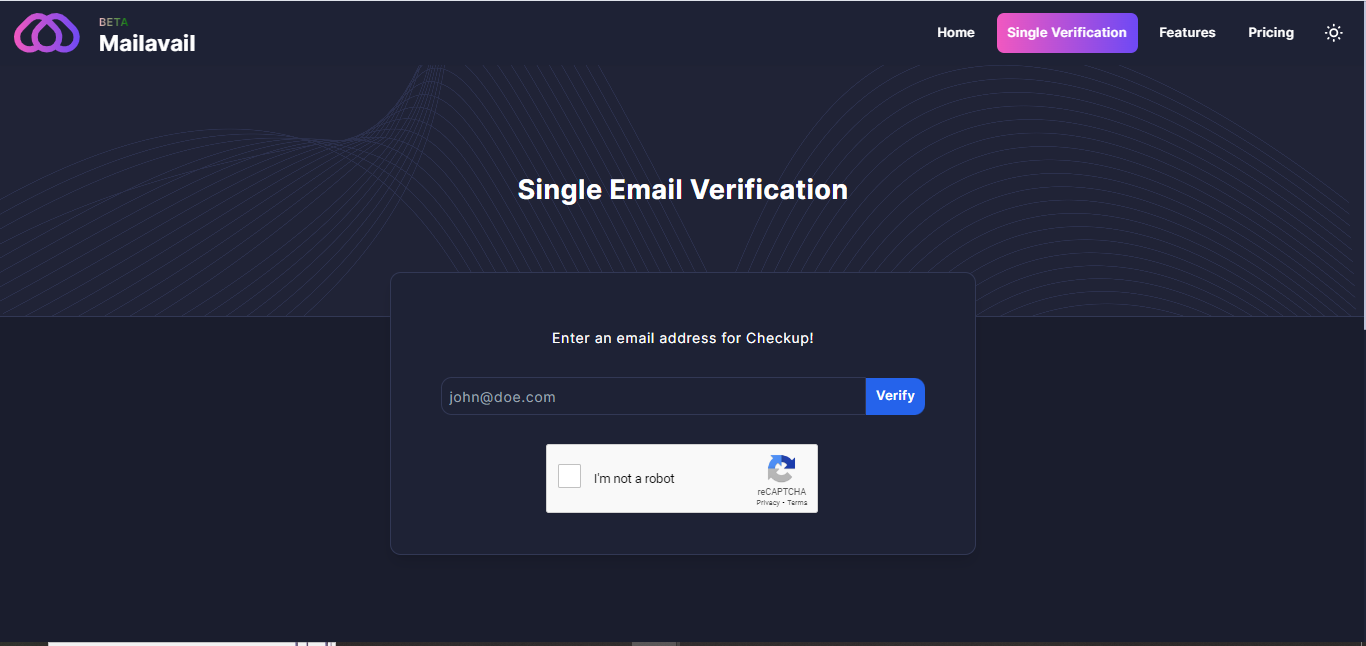 BETA
Mailavail
Home
Single Verification
Features
Pricing
Single Email Verification
Enter an email address for Checkup!
john@doe.com
Verify
I'm not a robot
reCAPTCHA
Privacy - Terms